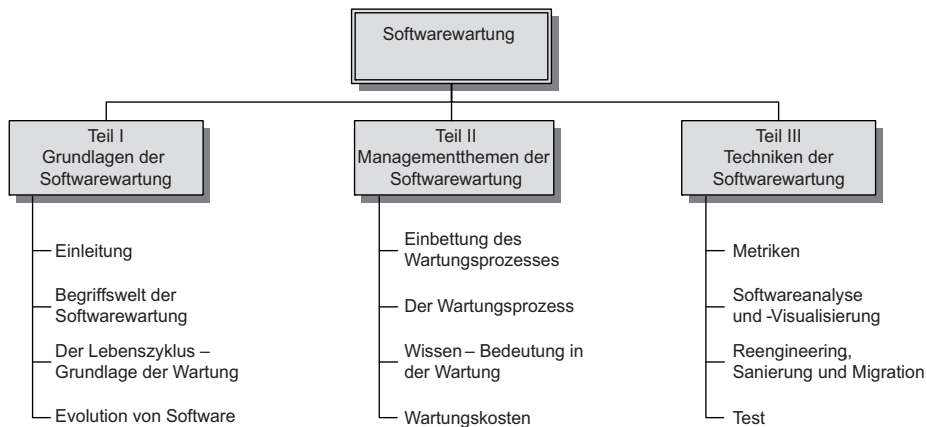 Softwarewartung
Teil I
Grundlagen der
Softwarewartung
Einleitung
Begriffswelt der
Softwarewartung
Der Lebenszyklus –
Grundlage der Wartung
Evolution von Software
Teil II
Managementthemen der
Softwarewartung
Einbettung des
Wartungsprozesses
Der Wartungsprozess
Wissen – Bedeutung in
der Wartung
Wartungskosten
Teil III
Techniken der
Softwarewartung
Metriken
Softwareanalyse
und -Visualisierung
Reengineering,
Sanierung und Migration
Test